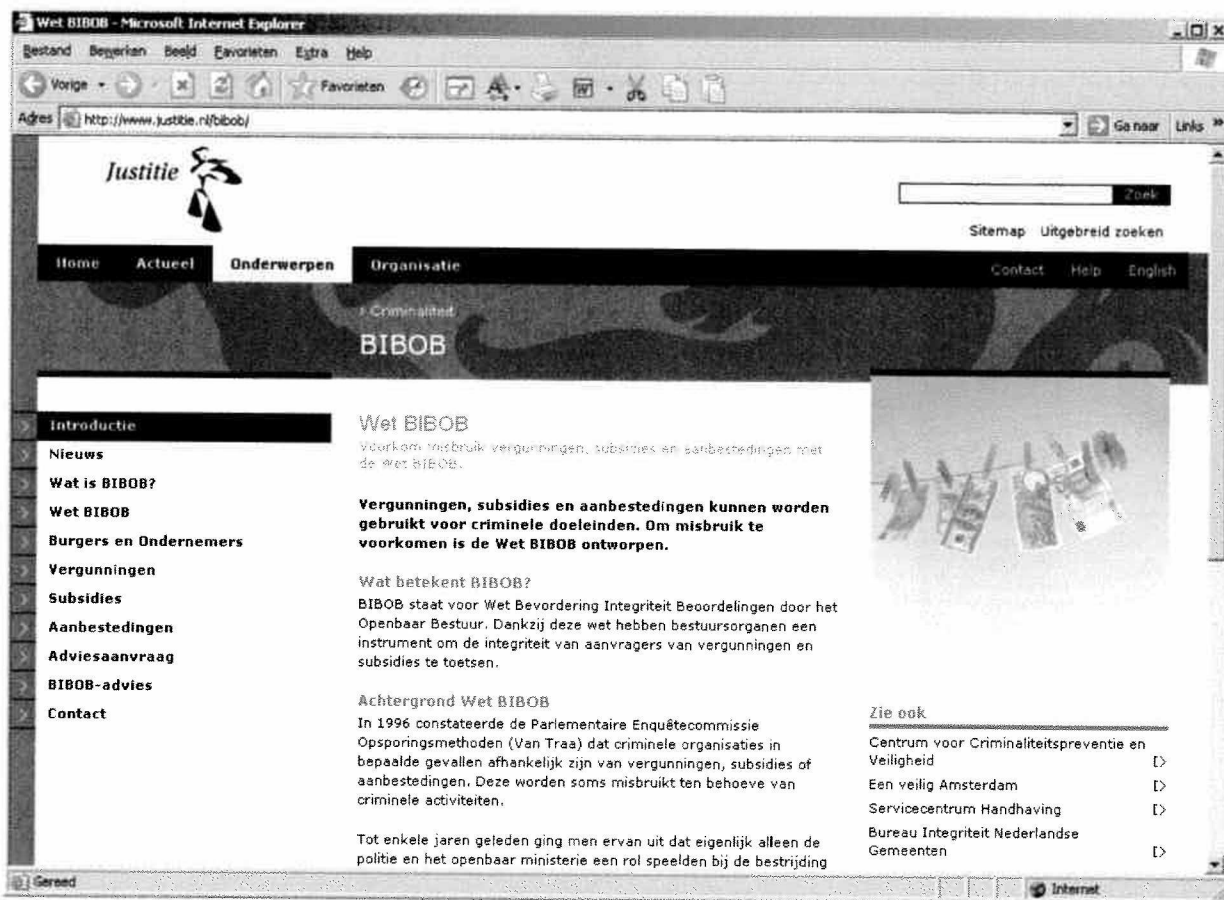 Wet BIBOB - Microsoft Internet Explorer
Bestand Bewerken Beeld Favorieten Extra Help
Vorige Favorieten
Adres http://www.justitie.nl/bibob/ Ga naar Links »
Justitie
Zoek
Sitemap Uitgebreid zoeken
Home Actueel Onderwerpen Organisatie Contact Help English
› Criminaliteit
BIBOB
Introductie
Nieuws
Wat is BIBOB?
Wet BIBOB
Burgers en Ondernemers
Vergunningen
Subsidies
Aanbestedingen
Adviesaanvraag
BIBOB-advies
Contact
Wet BIBOB
Voorkom misbruik vergunningen, subsidies en aanbestedingen met
de Wet BIBOB.
Vergunningen, subsidies en aanbestedingen kunnen worden
gebruikt voor criminele doeleinden. Om misbruik te
voorkomen is de Wet BIBOB ontworpen.
Wat betekent BIBOB?
BIBOB staat voor Wet Bevordering Integriteit Beoordelingen door het
Openbaar Bestuur. Dankzij deze wet hebben bestuursorganen een
instrument om de integriteit van aanvragers van vergunningen en
subsidies te toetsen.
Achtergrond Wet BIBOB
In 1996 constateerde de Parlementaire Enquêtecommissie
Opsporingsmethoden (Van Traa) dat criminele organisaties in
bepaalde gevallen afhankelijk zijn van vergunningen, subsidies of
aanbestedingen. Deze worden soms misbruikt ten behoeve van
criminele activiteiten.
Tot enkele jaren geleden ging men ervan uit dat eigenlijk alleen de
politie en het openbaar ministerie een rol speelden bij de bestrijding
Zie ook
Centrum voor Criminaliteitspreventie en
Veiligheid
Een veilig Amsterdam
Servicecentrum Handhaving
Bureau Integriteit Nederlandse
Gemeenten
Gereed Internet